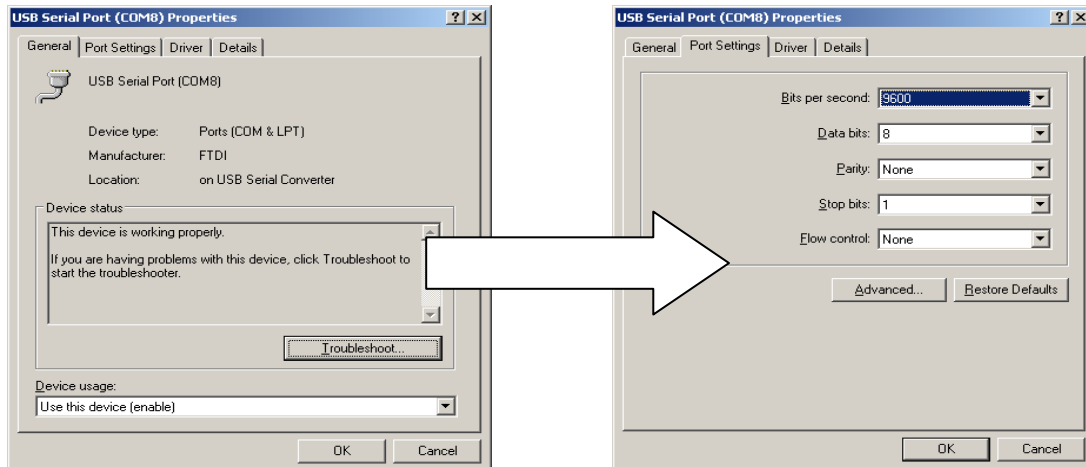 USB Serial Port (COM8) Properties
General Port Settings Driver Details
USB Serial Port (COM8)
Device type: Ports (COM & LPT)
Manufacturer: FTDI
Location: on USB Serial Converter
Device status
This device is working properly.
If you are having problems with this device, click Troubleshoot to
start the troubleshooter.
Troubleshoot...
Device usage:
Use this device (enable)
OK Cancel
USB Serial Port (COM8) Properties
General Port Settings Driver Details
Bits per second: 9600
Data bits: 8
Parity: None
Stop bits: 1
Flow control: None
Advanced... Restore Defaults
OK Cancel